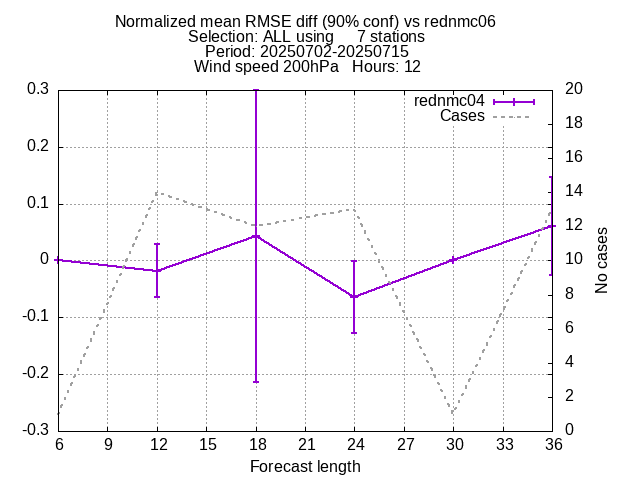 Normalized mean RMSE diff (90% conf) vs rednmc06
Selection: ALL using     7 stations
Period: 20250702-20250715
Wind speed 200hPa   Hours: 12
rednmc04
Cases
0.3
0.2
0.1
0
-0.1
-0.2
-0.3
20
18
16
14
12
10
8
6
4
2
0
No cases
6 9 12 15 18 21 24 27 30 33 36
Forecast length